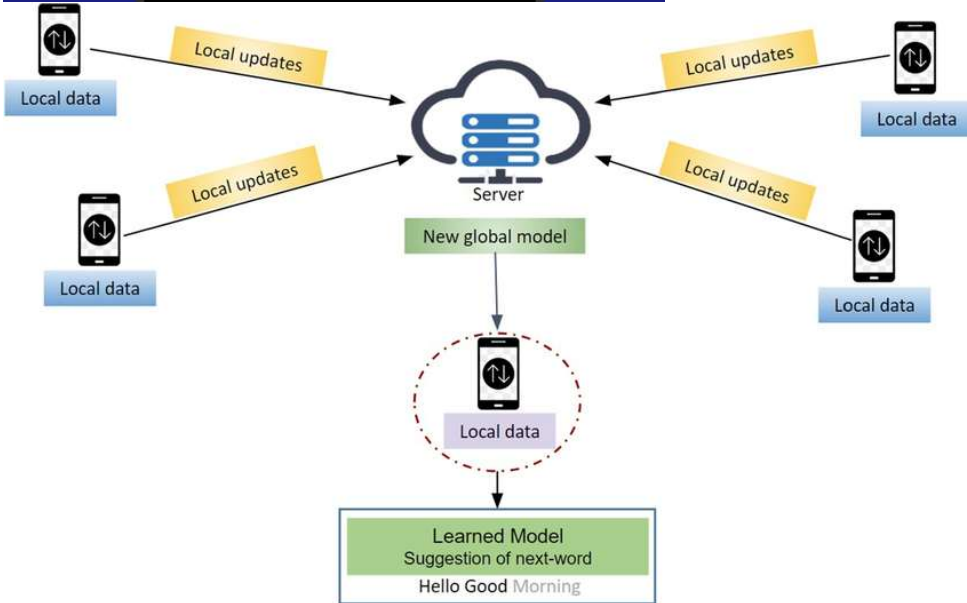 Local updates
Local updates
Local data
Local data
Local updates
Local updates
Server
New global model
Local data
Local data
Local data
Learned Model
Suggestion of next-word
Hello Good Morning